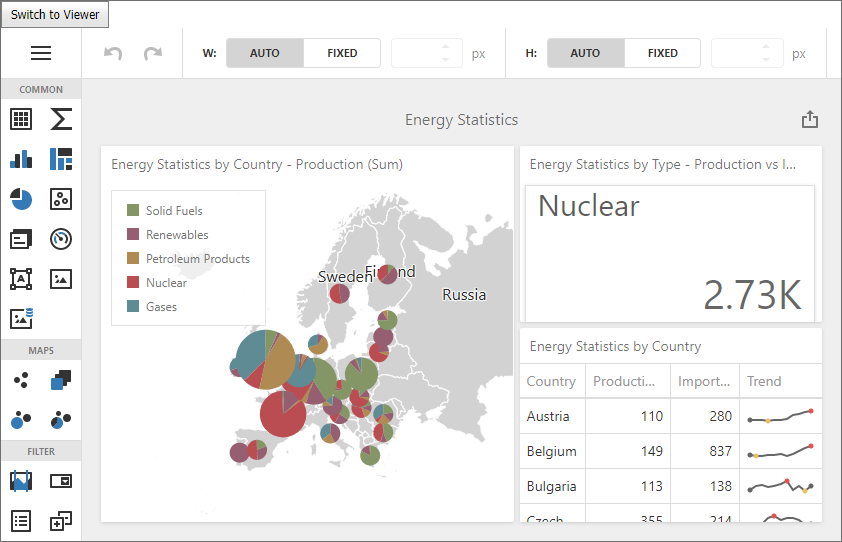 Switch to Viewer
W: AUTO FIXED px H: AUTO FIXED px
COMMON
MAPS
FILTER
Energy Statistics
Energy Statistics by Country - Production (Sum)
Solid Fuels
Renewables
Petroleum Products
Nuclear
Gases
Sweden
Finland
Russia
Energy Statistics by Type - Production vs I...
Nuclear
2.73K
Energy Statistics by Country
Country Producti... Import... Trend
Austria 110 280
Belgium 149 837
Bulgaria 113 138
Czech 355 214